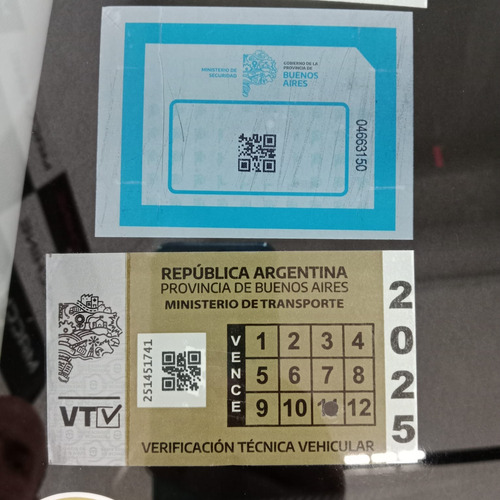 MINISTERIO DE
SEGURIDAD
GOBIERNO DE LA
PROVINCIA DE
BUENOS
AIRES
04663150
REPÚBLICA ARGENTINA
PROVINCIA DE BUENOS AIRES
MINISTERIO DE TRANSPORTE
251451741
VENCE
1 2 3 4
5 6 7 8
9 10 12
2025
VTV
VERIFICACIÓN TÉCNICA VEHICULAR